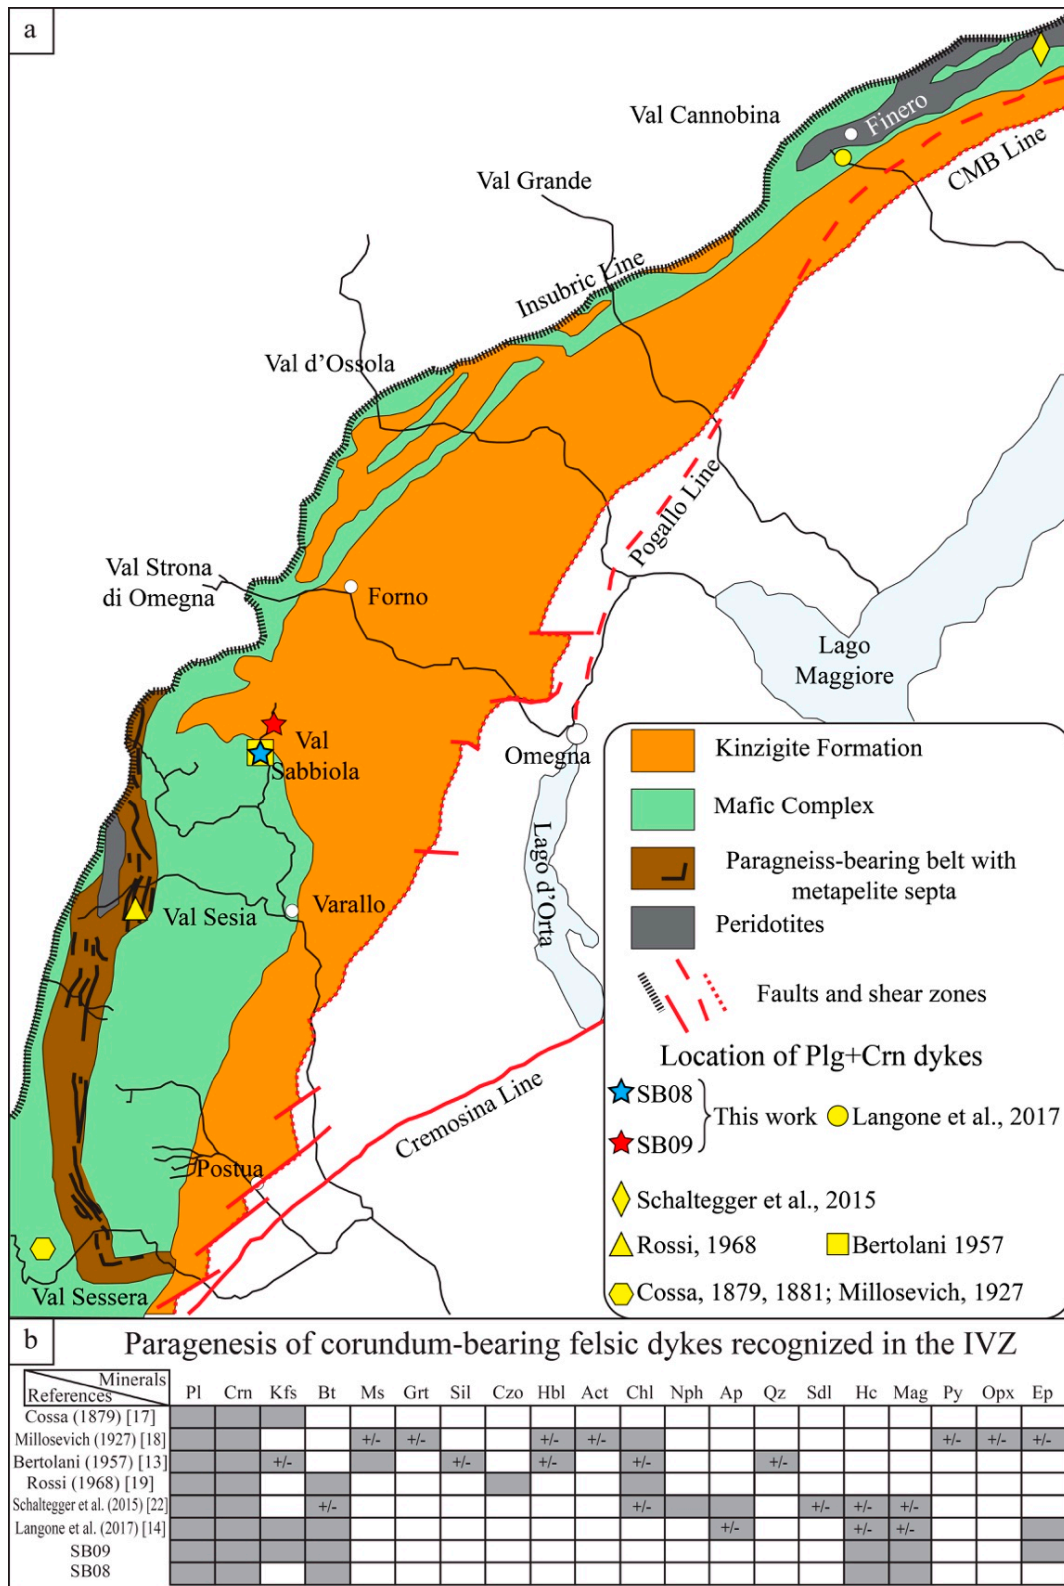 a
Val Cannobina
Finero
CMB Line
Val Grande
Insubric Line
Val d'Ossola
Pogallo Line
Val Strona
di Omegna
Forno
Lago
Maggiore
Val
Sabbiola
Omegna
Lago d'Orta
Val Sesia
Varallo
Cremosina Line
Postua
Val Sessera
Kinzigite Formation
Mafic Complex
Paragneiss-bearing belt with
metapelite septa
Peridotites
Faults and shear zones
Location of Plg+Crn dykes
SB08
This work
Langone et al., 2017
SB09
Schaltegger et al., 2015
Rossi, 1968
Bertolani 1957
Cossa, 1879, 1881; Millosevich, 1927
b
Paragenesis of corundum-bearing felsic dykes recognized in the IVZ
Minerals
References
Pl Crn Kfs Bt Ms Grt Sil Czo Hbl Act Chl Nph Ap Qz Sdl Hc Mag Py Opx Ep
Cossa (1879) [17]
Millosevich (1927) [18] +/- +/- +/- +/- +/- +/- +/-
Bertolani (1957) [13] +/- +/- +/- +/- +/-
Rossi (1968) [19]
Schaltegger et al. (2015) [22] +/- +/- +/- +/- +/-
Langone et al. (2017) [14] +/- +/- +/-
SB09
SB08